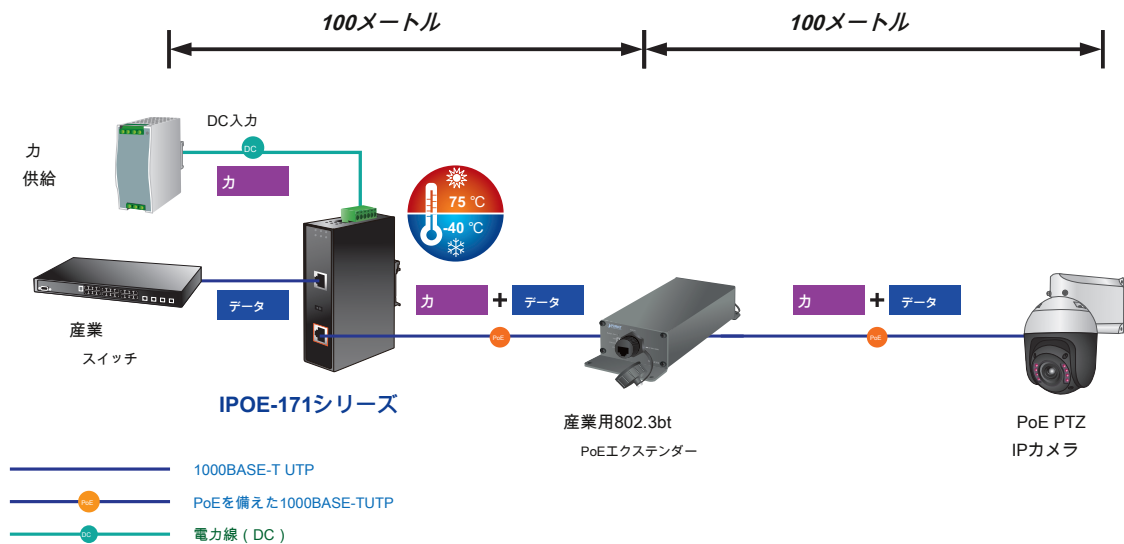 100メートル
100メートル
DC入力
DC
力
供給
力
75 ℃
-40 ℃
データ
力
+
データ
力
+
データ
PoE
PoE
産業
スイッチ
IPOE-171シリーズ
産業用802.3bt
PoEエクステンダー
PoE PTZ
IPカメラ
1000BASE-T UTP
PoE
PoEを備えた1000BASE-TUTP
DC
電力線（DC）